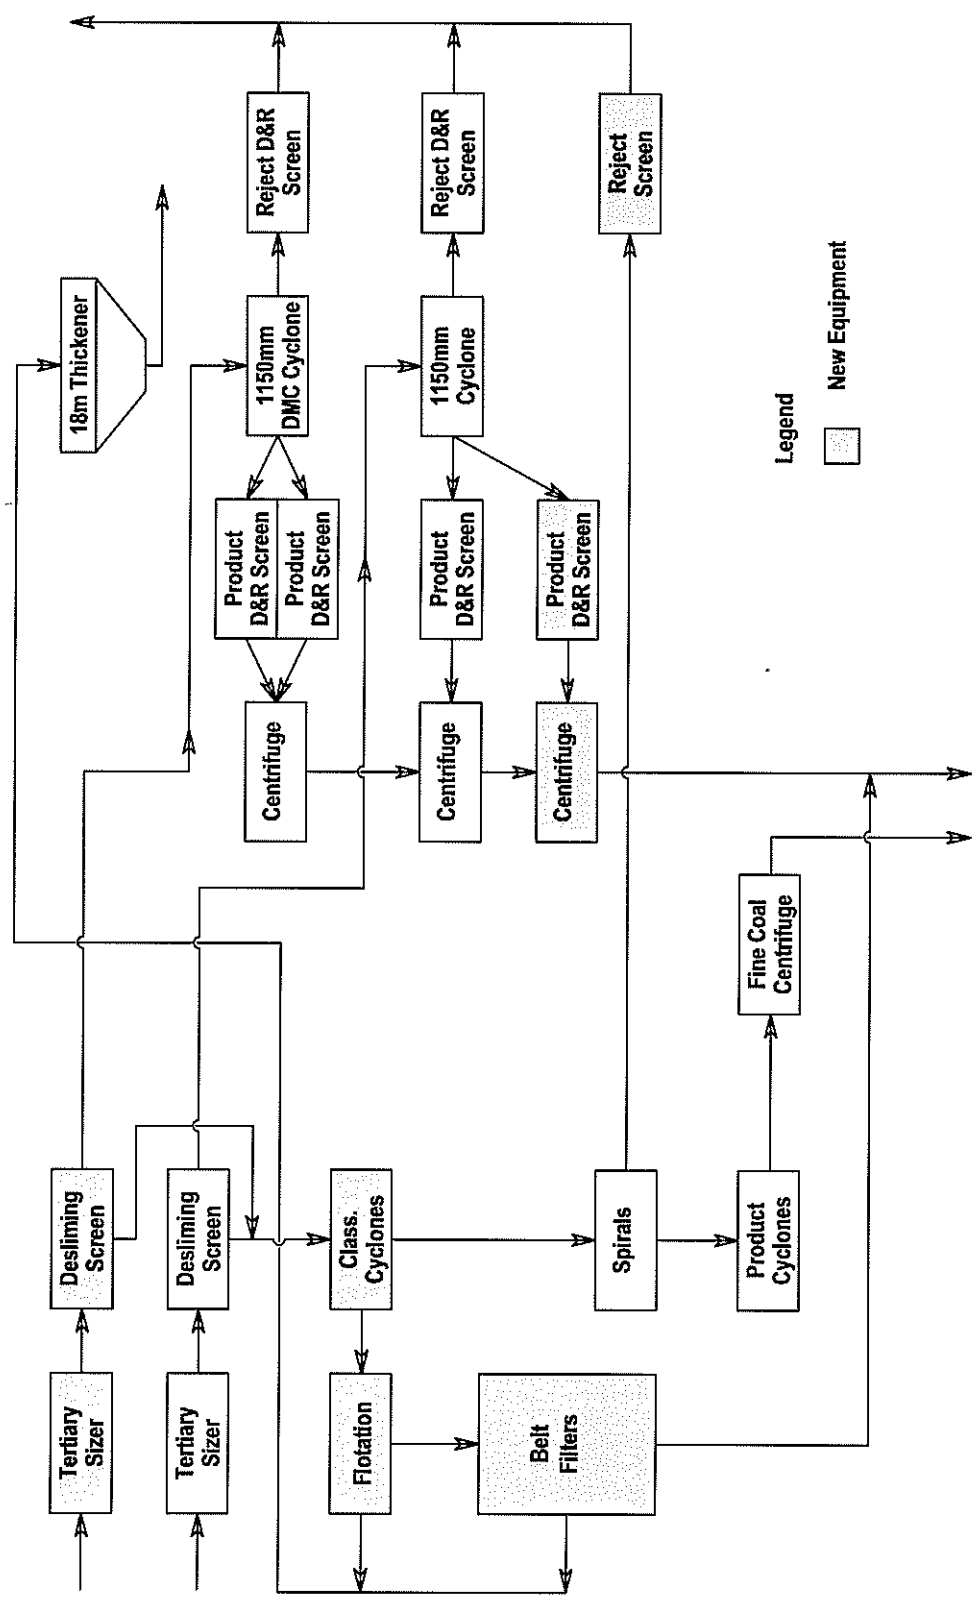 Tertiary
Sizer
Desliming
Screen
Tertiary
Sizer
Desliming
Screen
18m Thickener
1150mm
DMC Cyclone
Reject D&R
Screen
Product
D&R Screen
Product
D&R Screen
Centrifuge
1150mm
Cyclone
Reject D&R
Screen
Product
D&R Screen
Centrifuge
Product
D&R Screen
Centrifuge
Class.
Cyclones
Flotation
Belt
Filters
Spirals
Reject
Screen
Product
Cyclones
Fine Coal
Centrifuge
Legend
New Equipment